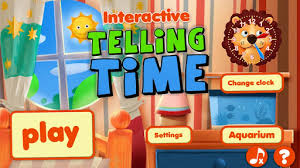 Interactive
TELLING
TIME
Change clock
play
Settings
Aquarium